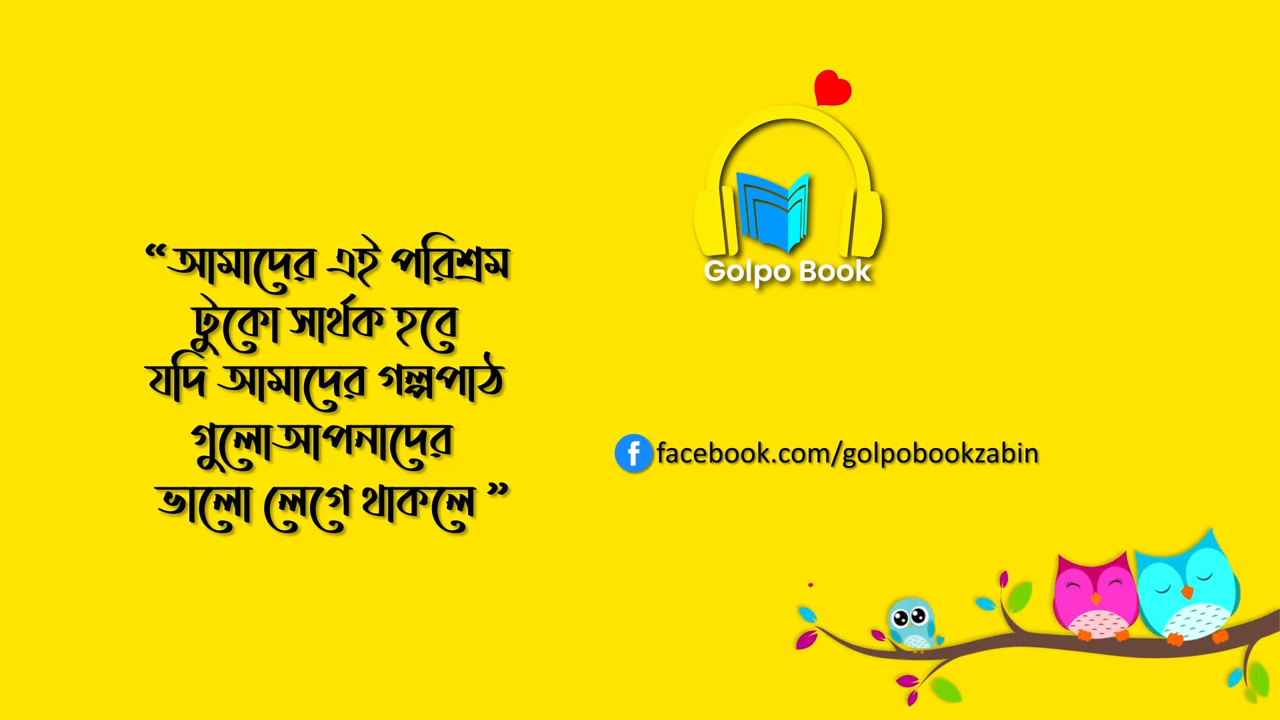 “আমাদের এই পরিশ্রম
টুকো সার্থক হবে
যদি আমাদের গল্পপাঠ
গুলোআপনাদের
ভালো লেগে থাকলে ”
Golpo Book
facebook.com/golpobookzabin